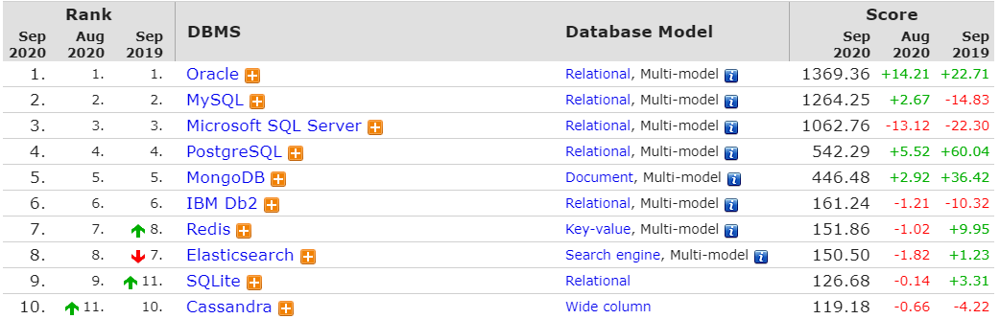 Rank Score
Sep 2020 Aug 2020 Sep 2019 DBMS Database Model Sep 2020 Aug 2020 Sep 2019
1. 1. 1. Oracle Relational, Multi-model 1369.36 +14.21 +22.71
2. 2. 2. MySQL Relational, Multi-model 1264.25 +2.67 -14.83
3. 3. 3. Microsoft SQL Server Relational, Multi-model 1062.76 -13.12 -22.30
4. 4. 4. PostgreSQL Relational, Multi-model 542.29 +5.52 +60.04
5. 5. 5. MongoDB Document, Multi-model 446.48 +2.92 +36.42
6. 6. 6. IBM Db2 Relational, Multi-model 161.24 -1.21 -10.32
7. 7. 8. Redis Key-value, Multi-model 151.86 -1.02 +9.95
8. 8. 7. Elasticsearch Search engine, Multi-model 150.50 -1.82 +1.23
9. 9. 11. SQLite Relational 126.68 -0.14 +3.31
10. 11. 10. Cassandra Wide column 119.18 -0.66 -4.22